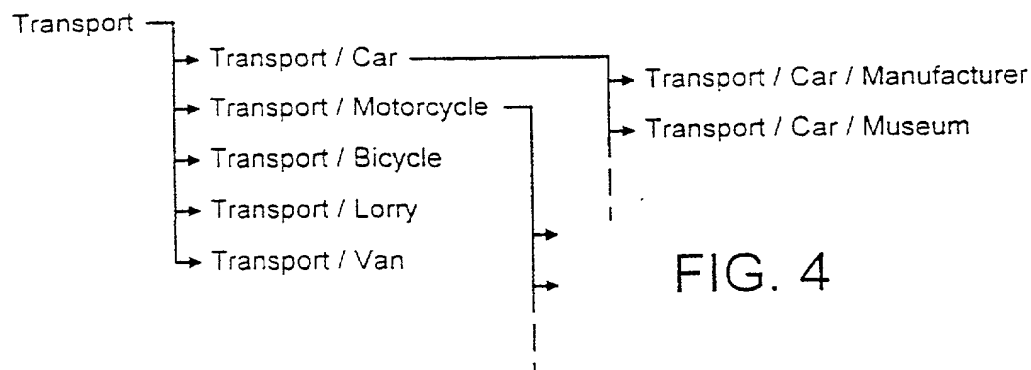 Transport
Transport / Car
Transport / Car / Manufacturer
Transport / Motorcycle
Transport / Car / Museum
Transport / Bicycle
Transport / Lorry
Transport / Van
FIG. 4